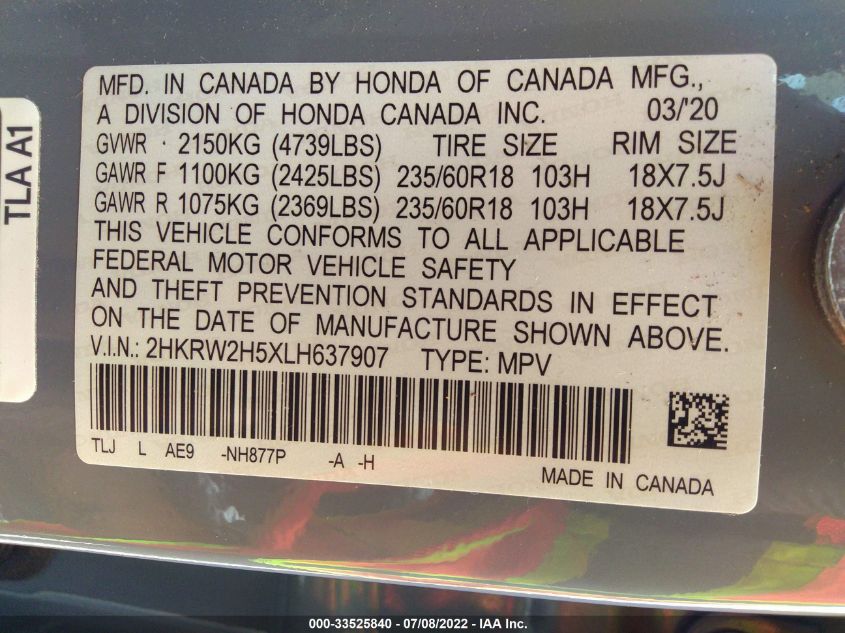 MFD. IN CANADA BY HONDA OF CANADA MFG.,
A DIVISION OF HONDA CANADA INC. 03/'20
GVWR · 2150KG (4739LBS) TIRE SIZE RIM SIZE
GAWR F 1100KG (2425LBS) 235/60R18 103H 18X7.5J
GAWR R 1075KG (2369LBS) 235/60R18 103H 18X7.5J
THIS VEHICLE CONFORMS TO ALL APPLICABLE
FEDERAL MOTOR VEHICLE SAFETY
AND THEFT PREVENTION STANDARDS IN EFFECT
ON THE DATE OF MANUFACTURE SHOWN ABOVE.
V.I.N.: 2HKRW2H5XLH637907 TYPE: MPV
TLJ L AE9 -NH877P -A -H
MADE IN CANADA
TLA A1
000-33525840 - 07/08/2022 - IAA Inc.